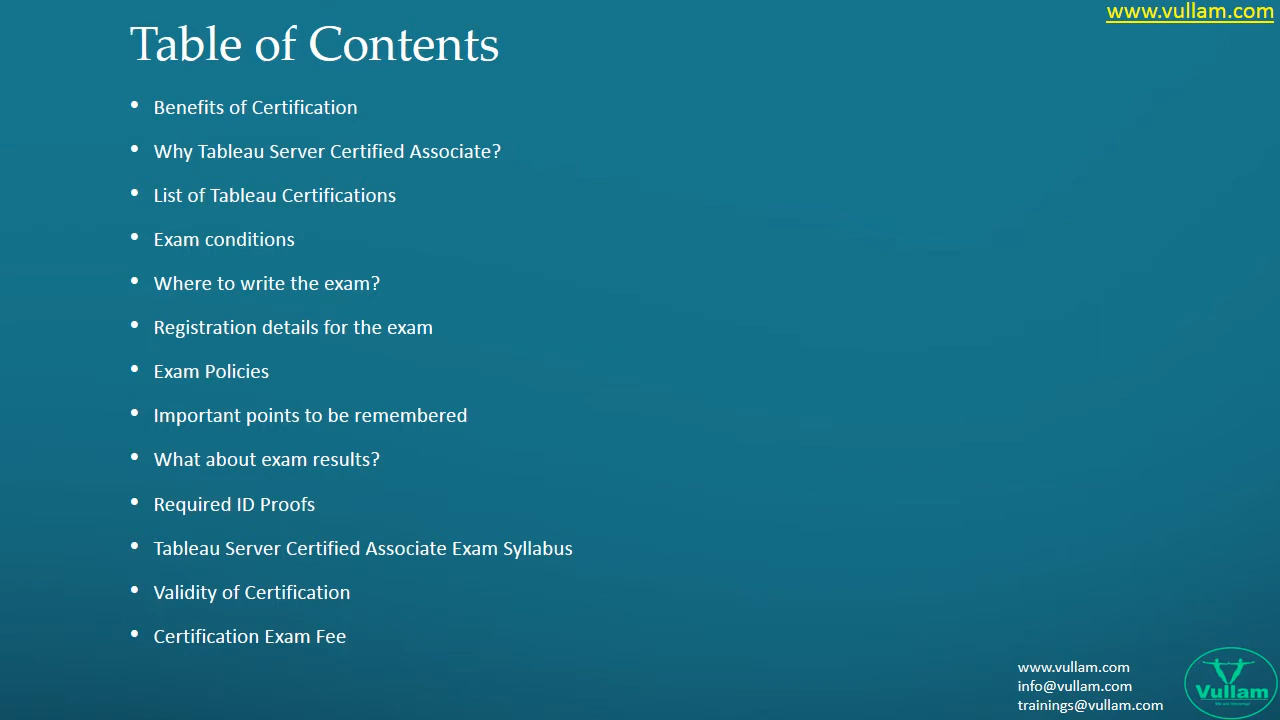 www.vullam.com
Table of Contents
• Benefits of Certification
• Why Tableau Server Certified Associate?
• List of Tableau Certifications
• Exam conditions
• Where to write the exam?
• Registration details for the exam
• Exam Policies
• Important points to be remembered
• What about exam results?
• Required ID Proofs
• Tableau Server Certified Associate Exam Syllabus
• Validity of Certification
• Certification Exam Fee
www.vullam.com
info@vullam.com
trainings@vullam.com
Vullam